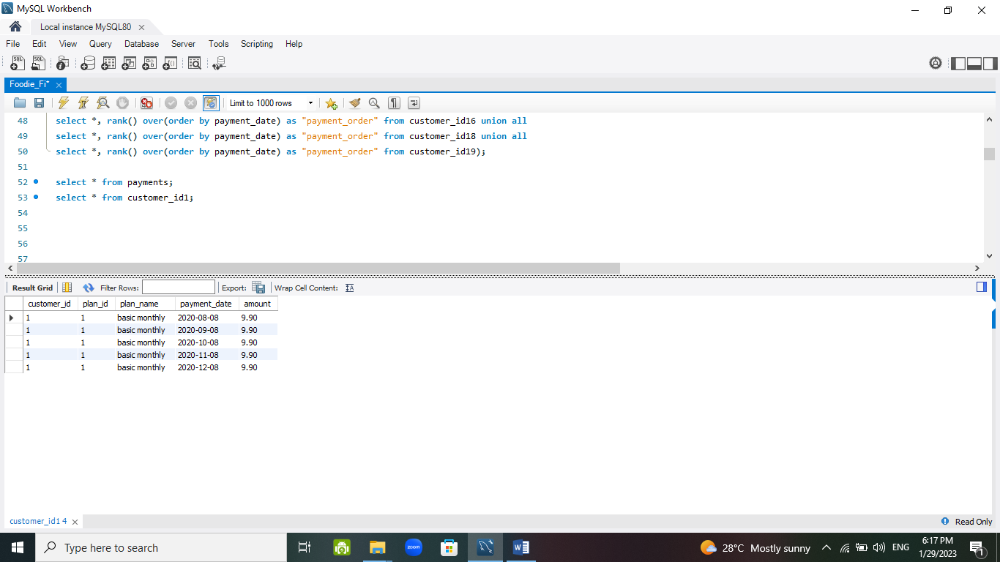 MySQL Workbench
Local instance MySQL80
File Edit View Query Database Server Tools Scripting Help
Foodie_Fi*
Limit to 1000 rows
48 select *, rank() over(order by payment_date) as "payment_order" from customer_id16 union all
49 select *, rank() over(order by payment_date) as "payment_order" from customer_id18 union all
50 select *, rank() over(order by payment_date) as "payment_order" from customer_id19);
51
52 select * from payments;
53 select * from customer_id1;
54
55
56
57
Result Grid Filter Rows: Export: Wrap Cell Content:
customer_id plan_id plan_name payment_date amount
1 1 basic monthly 2020-08-08 9.90
1 1 basic monthly 2020-09-08 9.90
1 1 basic monthly 2020-10-08 9.90
1 1 basic monthly 2020-11-08 9.90
1 1 basic monthly 2020-12-08 9.90
customer_id1 4 Read Only
Type here to search zoom 28°C Mostly sunny ENG 6:17 PM
1/29/2023 1